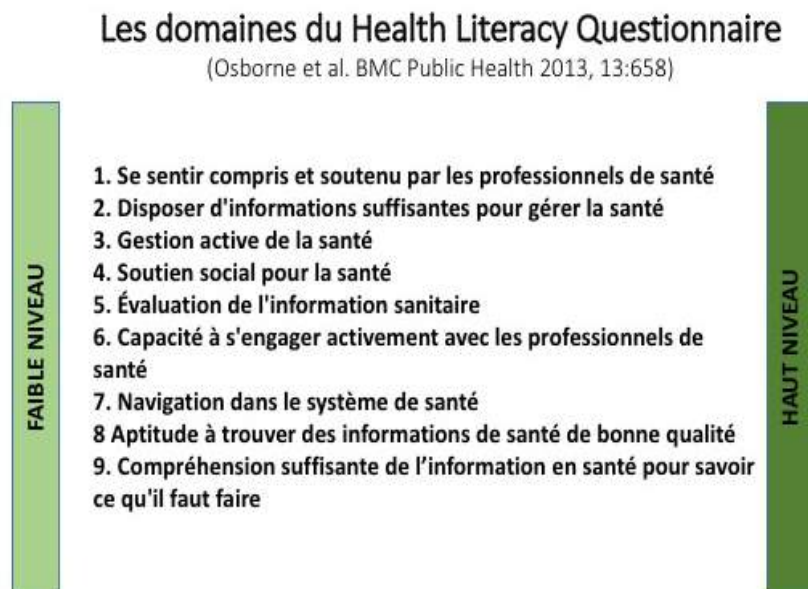 Les domaines du Health Literacy Questionnaire
(Osborne et al. BMC Public Health 2013, 13:658)
FAIBLE NIVEAU
1. Se sentir compris et soutenu par les professionnels de santé
2. Disposer d'informations suffisantes pour gérer la santé
3. Gestion active de la santé
4. Soutien social pour la santé
5. Évaluation de l'information sanitaire
6. Capacité à s'engager activement avec les professionnels de
santé
7. Navigation dans le système de santé
8 Aptitude à trouver des informations de santé de bonne qualité
9. Compréhension suffisante de l’information en santé pour savoir
ce qu'il faut faire
HAUT NIVEAU